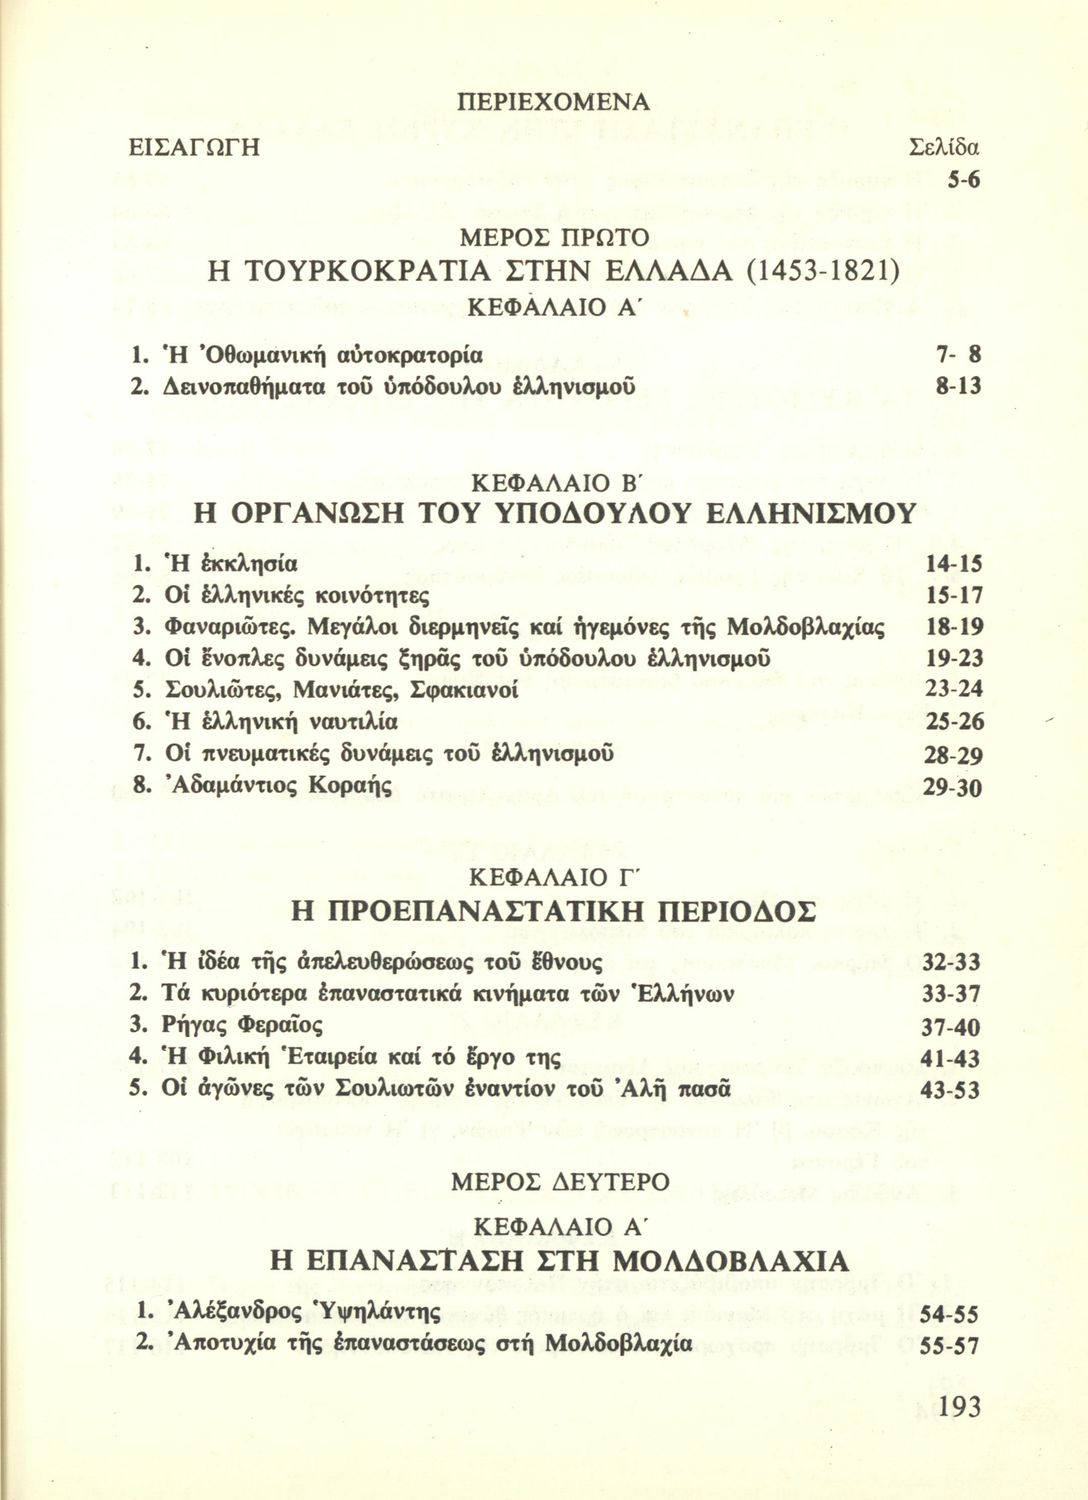 ΠΕΡΙΕΧΟΜΕΝΑ
ΕΙΣΑΓΩΓΗ Σελίδα
5-6
ΜΕΡΟΣ ΠΡΩΤΟ
Η ΤΟΥΡΚΟΚΡΑΤΙΑ ΣΤΗΝ ΕΛΛΑΔΑ (1453-1821)
ΚΕΦΑΛΑΙΟ Α΄
1. Ἡ Ὀθωμανική αὐτοκρατορία 7- 8
2. Δεινοπαθήματα τοῦ ὑπόδουλου ἑλληνισμοῦ 8-13
ΚΕΦΑΛΑΙΟ Β΄
Η ΟΡΓΑΝΩΣΗ ΤΟΥ ΥΠΟΔΟΥΛΟΥ ΕΛΛΗΝΙΣΜΟΥ
1. Ἡ ἐκκλησία 14-15
2. Οἱ ἑλληνικές κοινότητες 15-17
3. Φαναριῶτες. Μεγάλοι διερμηνεῖς καί ἡγεμόνες τῆς Μολδοβλαχίας 18-19
4. Οἱ ἔνοπλες δυνάμεις ξηρᾶς τοῦ ὑπόδουλου ἑλληνισμοῦ 19-23
5. Σουλιῶτες, Μανιάτες, Σφακιανοί 23-24
6. Ἡ ἑλληνική ναυτιλία 25-26
7. Οἱ πνευματικές δυνάμεις τοῦ ἑλληνισμοῦ 28-29
8. Ἀδαμάντιος Κοραής 29-30
ΚΕΦΑΛΑΙΟ Γ΄
Η ΠΡΟΕΠΑΝΑΣΤΑΤΙΚΗ ΠΕΡΙΟΔΟΣ
1. Ἡ ἰδέα τῆς ἀπελευθερώσεως τοῦ ἔθνους 32-33
2. Τά κυριότερα ἐπαναστατικά κινήματα τῶν Ἑλλήνων 33-37
3. Ρήγας Φεραῖος 37-40
4. Ἡ Φιλική Ἑταιρεία καί τό ἔργο της 41-43
5. Οἱ ἀγῶνες τῶν Σουλιωτῶν ἐναντίον τοῦ Ἀλῆ πασᾶ 43-53
ΜΕΡΟΣ ΔΕΥΤΕΡΟ
ΚΕΦΑΛΑΙΟ Α΄
Η ΕΠΑΝΑΣΤΑΣΗ ΣΤΗ ΜΟΛΔΟΒΛΑΧΙΑ
1. Ἀλέξανδρος Ὑψηλάντης 54-55
2. Ἀποτυχία τῆς ἐπαναστάσεως στή Μολδοβλαχία 55-57
193